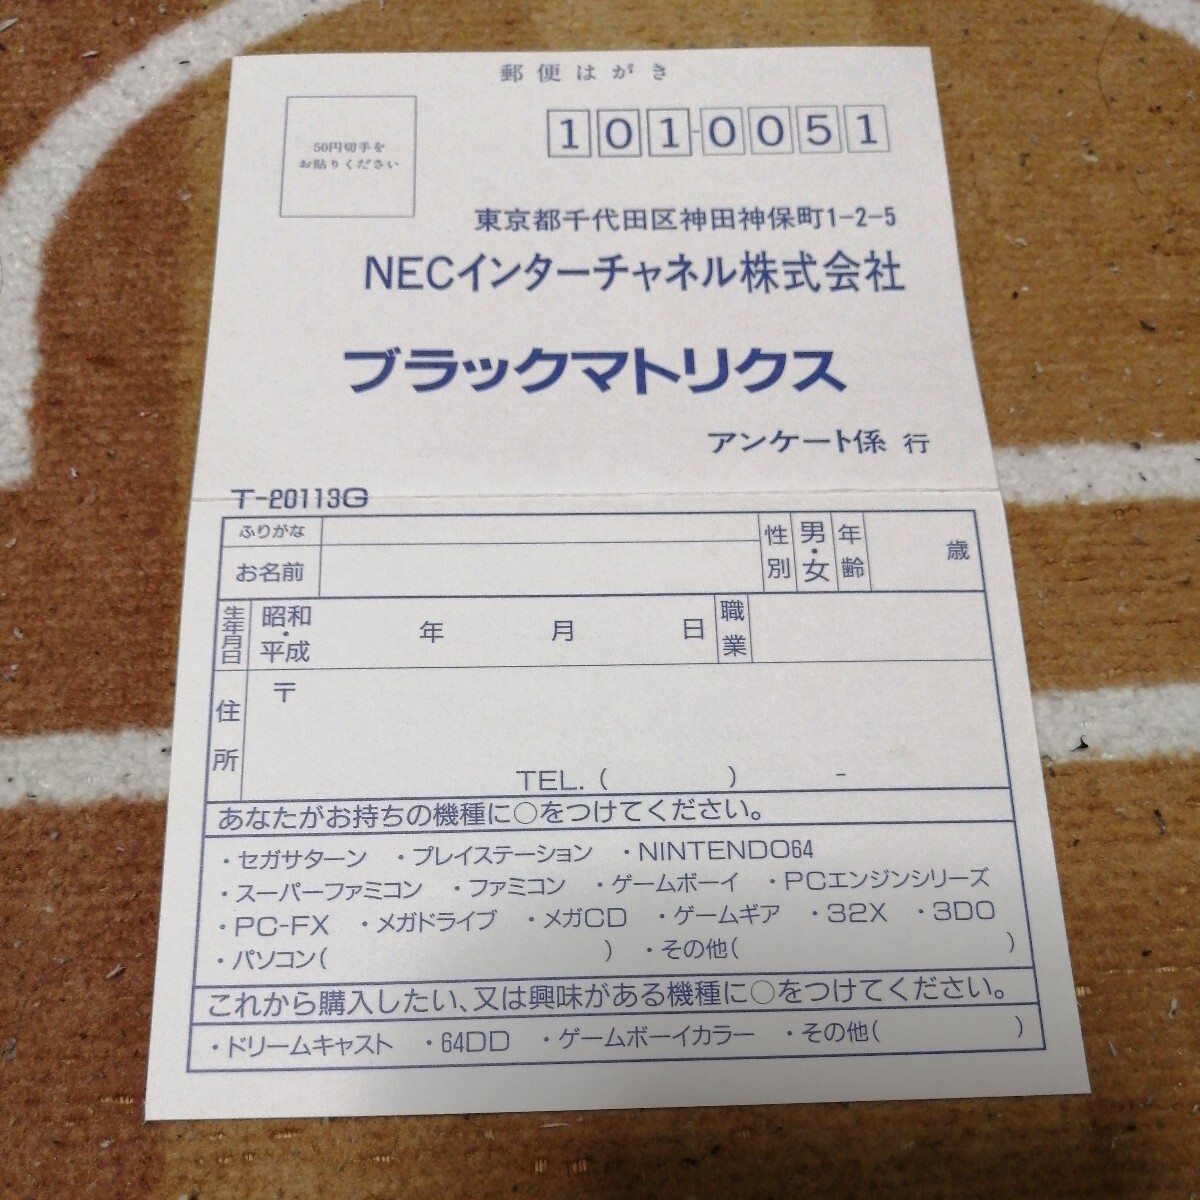 郵便はがき
50円切手を
お貼りください
101-0051
東京都千代田区神田神保町1-2-5
NECインターチャネル株式会社
ブラックマトリクス
アンケート係 行
T-20113G
ふりがな
お名前
性別
男・女
年齢
歳
生年月日
昭和・平成
年 月 日
職業
住所
〒
TEL. ( ) -
あなたがお持ちの機種に○をつけてください。
・セガサターン ・プレイステーション ・NINTENDO64
・スーパーファミコン ・ファミコン ・ゲームボーイ ・PCエンジンシリーズ
・PC-FX ・メガドライブ ・メガCD ・ゲームギア ・32X ・3DO
・パソコン( ) ・その他( )
これから購入したい、又は興味がある機種に○をつけてください。
・ドリームキャスト ・64DD ・ゲームボーイカラー ・その他( )